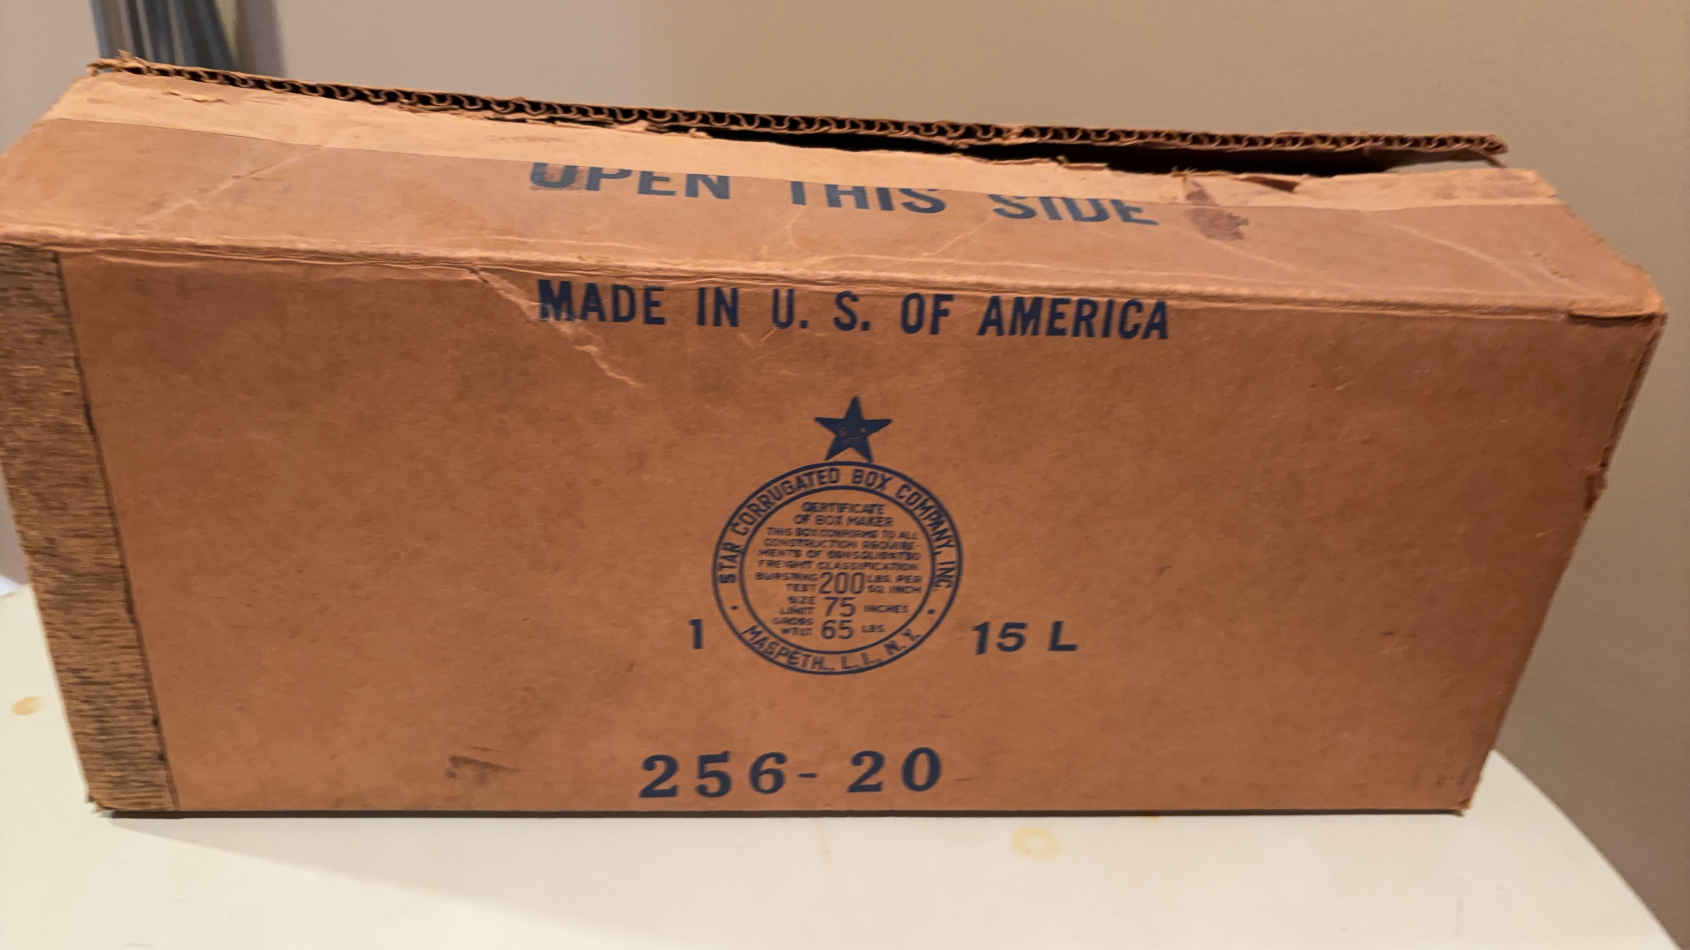 OPEN THIS SIDE
MADE IN U. S. OF AMERICA
STAR CORRUGATED BOX COMPANY, INC.
CERTIFICATE
OF BOX MAKER
THIS BOX CONFORMS TO ALL
CONSTRUCTION REQUIRE-
MENTS OF CONSOLIDATED
FREIGHT CLASSIFICATION
BURSTING TEST 200 LBS. PER SQ. INCH
SIZE LIMIT 75 INCHES
GROSS WT. LT. 65 LBS.
MASPETH, L.I., N.Y.
1 15 L
256-20